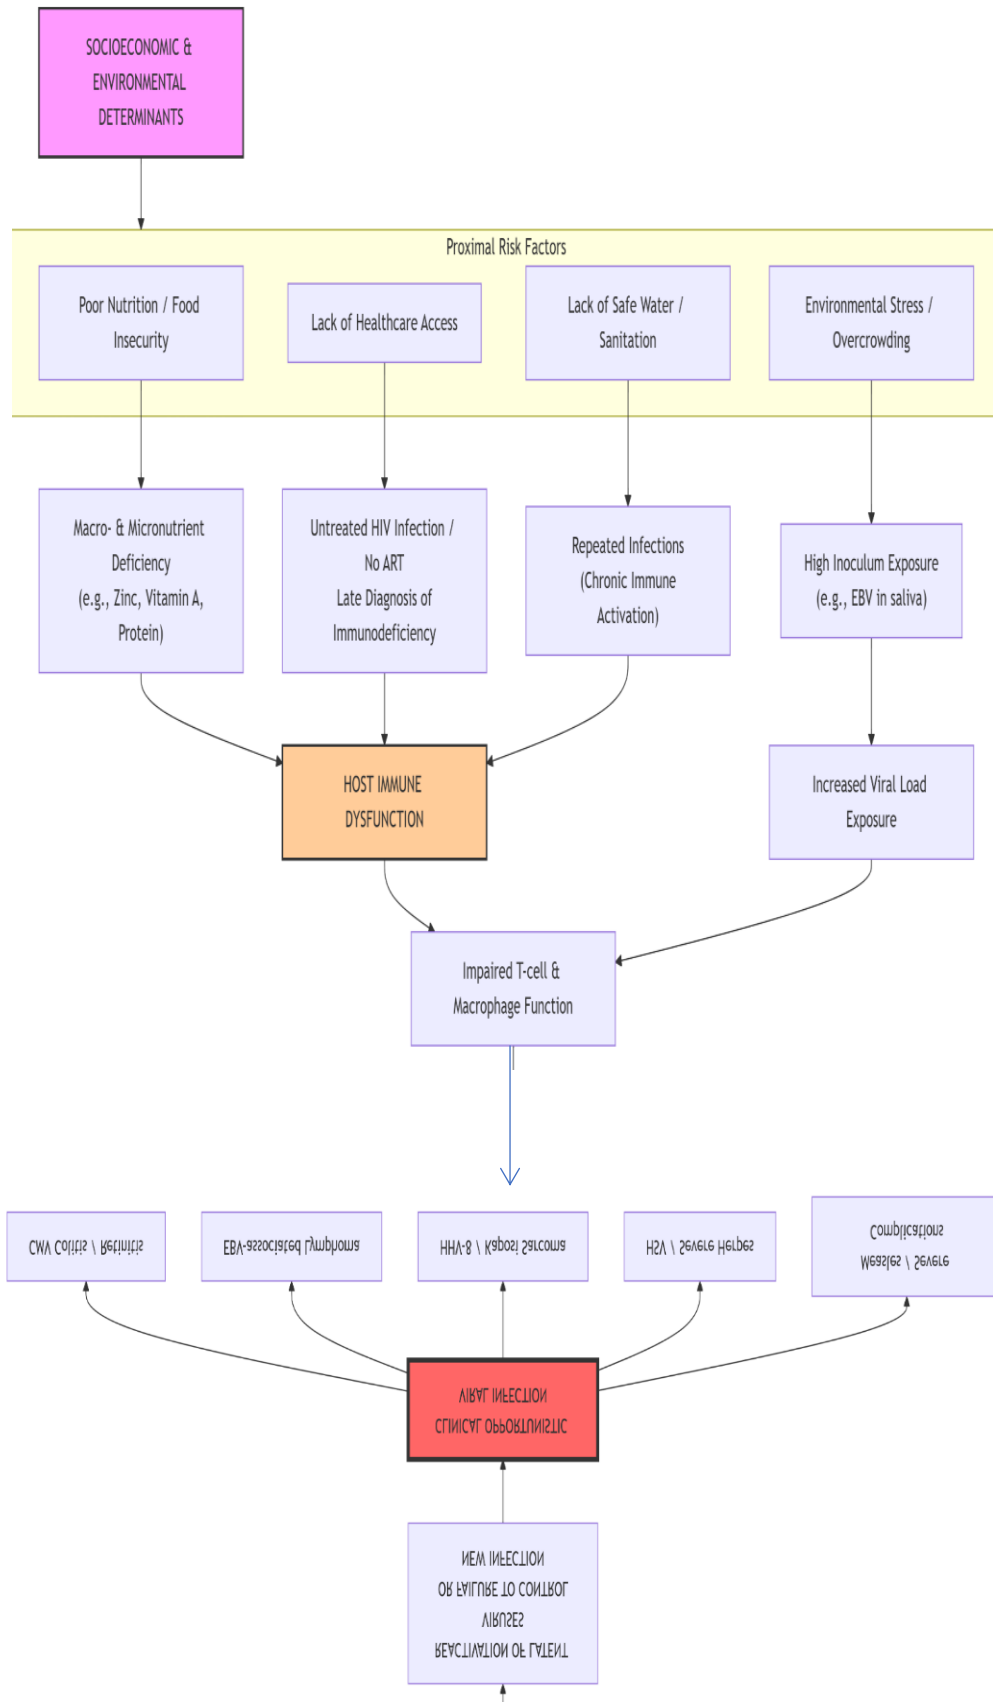 SOCIOECONOMIC &
ENVIRONMENTAL
DETERMINANTS
Proximal Risk Factors
Poor Nutrition / Food
Insecurity
Lack of Healthcare Access
Lack of Safe Water /
Sanitation
Environmental Stress /
Overcrowding
Macro- & Micronutrient
Deficiency
(e.g., Zinc, Vitamin A,
Protein)
Untreated HIV Infection /
No ART
Late Diagnosis of
Immunodeficiency
Repeated Infections
(Chronic Immune
Activation)
High Inoculum Exposure
(e.g., EBV in saliva)
HOST IMMUNE
DYSFUNCTION
Increased Viral Load
Exposure
Impaired T-cell &
Macrophage Function
CMV Colitis / Retinitis
EBV-associated Lymphoma
HHV-8 / Kaposi Sarcoma
HSV / Severe Herpes
Measles / Severe
Complications
CLINICAL OPPORTUNISTIC
VIRAL INFECTION
REACTIVATION OF LATENT
VIRUSES
OR FAILURE TO CONTROL
NEW INFECTION